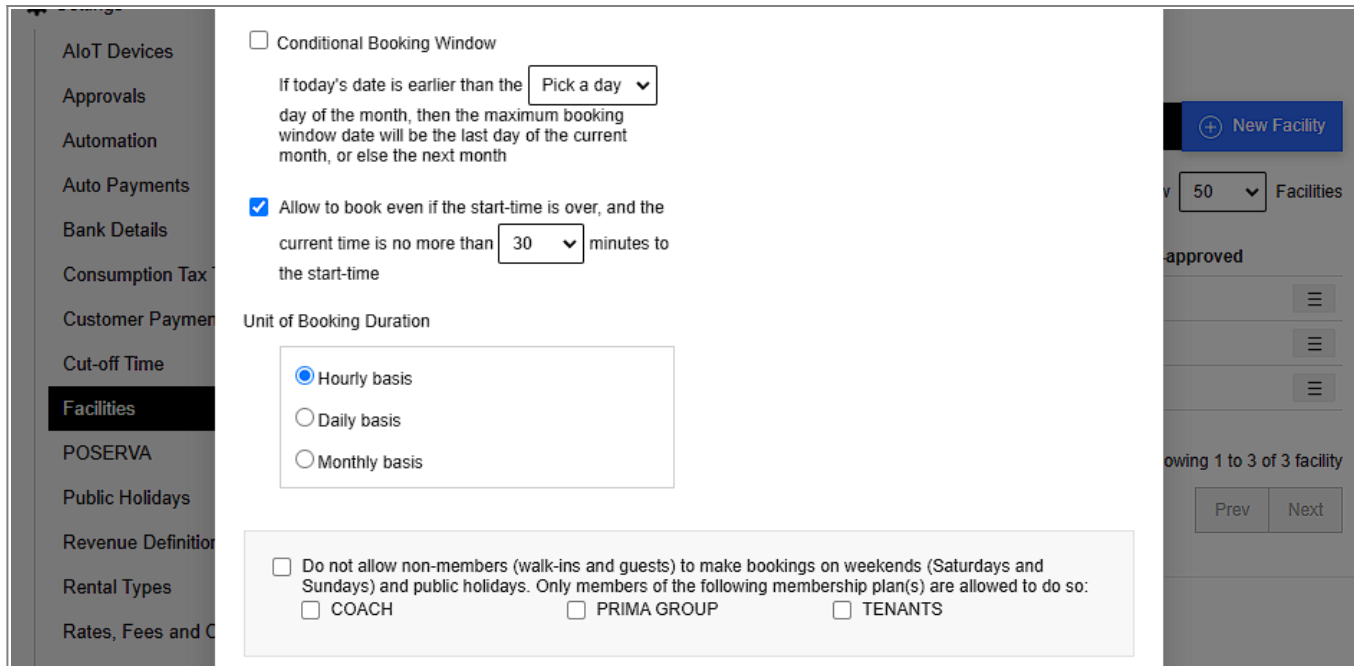 Settings
AIoT Devices
Approvals
Automation
Auto Payments
Bank Details
Consumption Tax
Customer Paymen
Cut-off Time
Facilities
POSERVA
Public Holidays
Revenue Definition
Rental Types
Rates, Fees and
Conditional Booking Window
If today's date is earlier than the Pick a day
day of the month, then the maximum booking
window date will be the last day of the current
month, or else the next month
Allow to book even if the start-time is over, and the
current time is no more than 30 minutes to
the start-time
Unit of Booking Duration
Hourly basis
Daily basis
Monthly basis
Do not allow non-members (walk-ins and guests) to make bookings on weekends (Saturdays and
Sundays) and public holidays. Only members of the following membership plan(s) are allowed to do so:
COACH PRIMA GROUP TENANTS
New Facility
50 Facilities
-approved
owing 1 to 3 of 3 facility
Prev Next